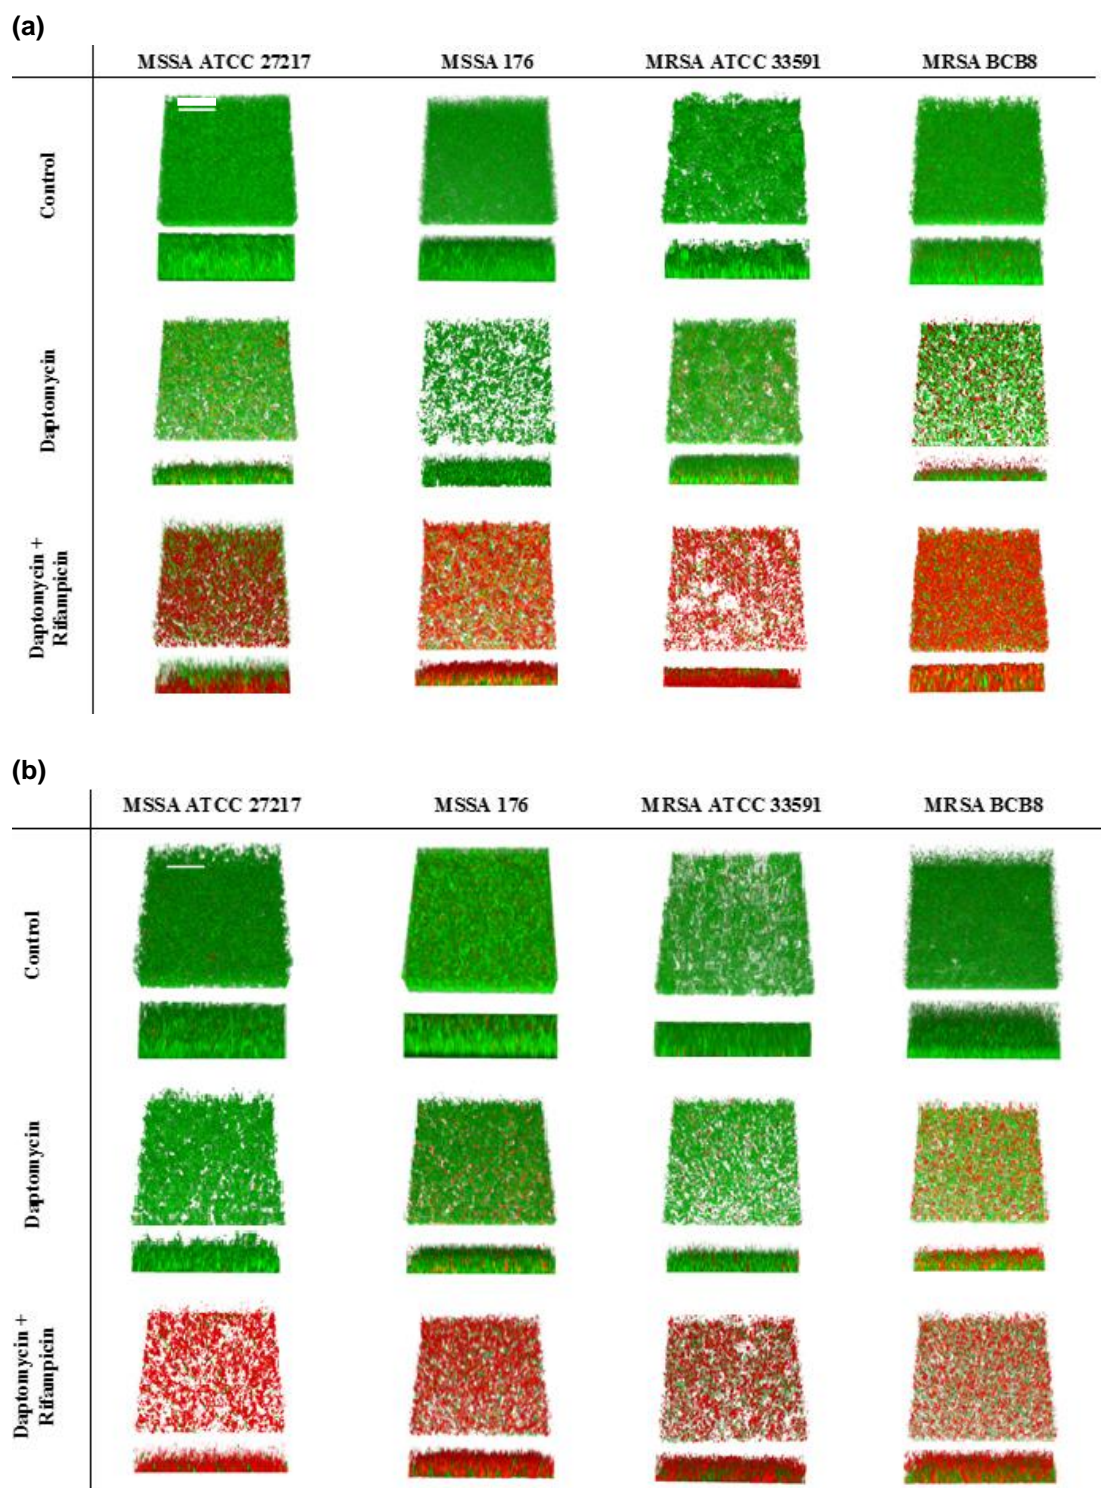 (a)
MSSA ATCC 27217 MSSA 176 MRSA ATCC 33591 MRSA BCB8
Control
Daptomycin
Daptomycin +
Rifampicin
(b)
MSSA ATCC 27217 MSSA 176 MRSA ATCC 33591 MRSA BCB8
Control
Daptomycin
Daptomycin +
Rifampicin